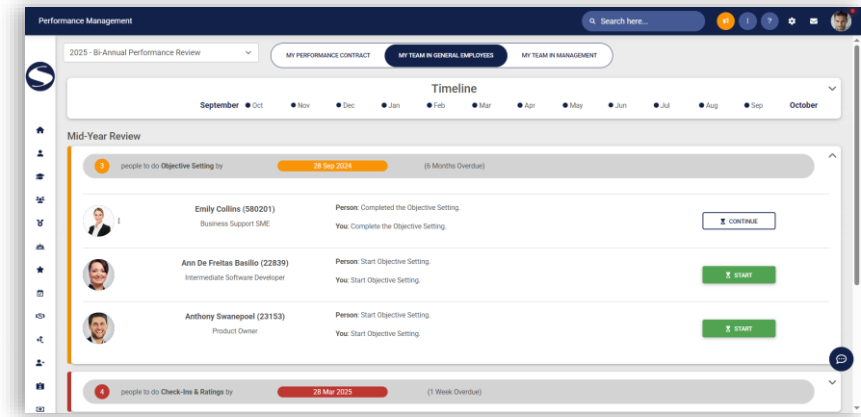 Performance Management
Search here...
!
?
2025 - Bi-Annual Performance Review
MY PERFORMANCE CONTRACT
MY TEAM IN GENERAL EMPLOYEES
MY TEAM IN MANAGEMENT
S
Timeline
September Oct Nov Dec Jan Feb Mar Apr May Jun Jul Aug Sep October
Mid-Year Review
3 people to do Objective Setting by 28 Sep 2024 (6 Months Overdue)
Emily Collins (580201)
Business Support SME
Person: Completed the Objective Setting.
You: Complete the Objective Setting.
CONTINUE
Ann De Freitas Basilio (22839)
Intermediate Software Developer
Person: Start Objective Setting.
You: Start Objective Setting.
START
Anthony Swanepoel (23153)
Product Owner
Person: Start Objective Setting.
You: Start Objective Setting.
START
4 people to do Check-Ins & Ratings by 28 Mar 2025 (1 Week Overdue)